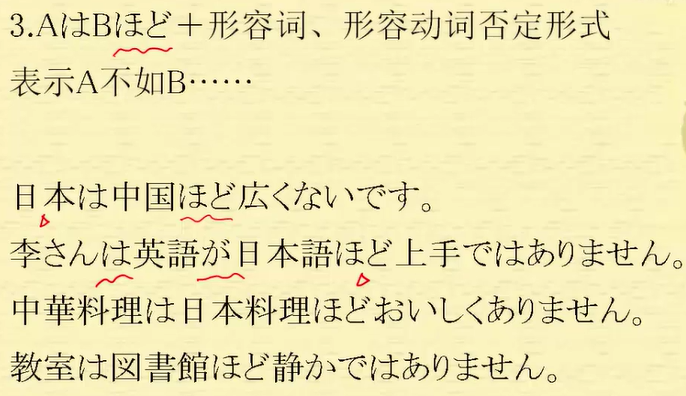 3.AはBほど＋形容词、形容动词否定形式
表示A不如B……
日本は中国ほど広くないです。
李さんは英語が日本語ほど上手ではありません。
中華料理は日本料理ほどおいしくありません。
教室は図書館ほど静かではありません。